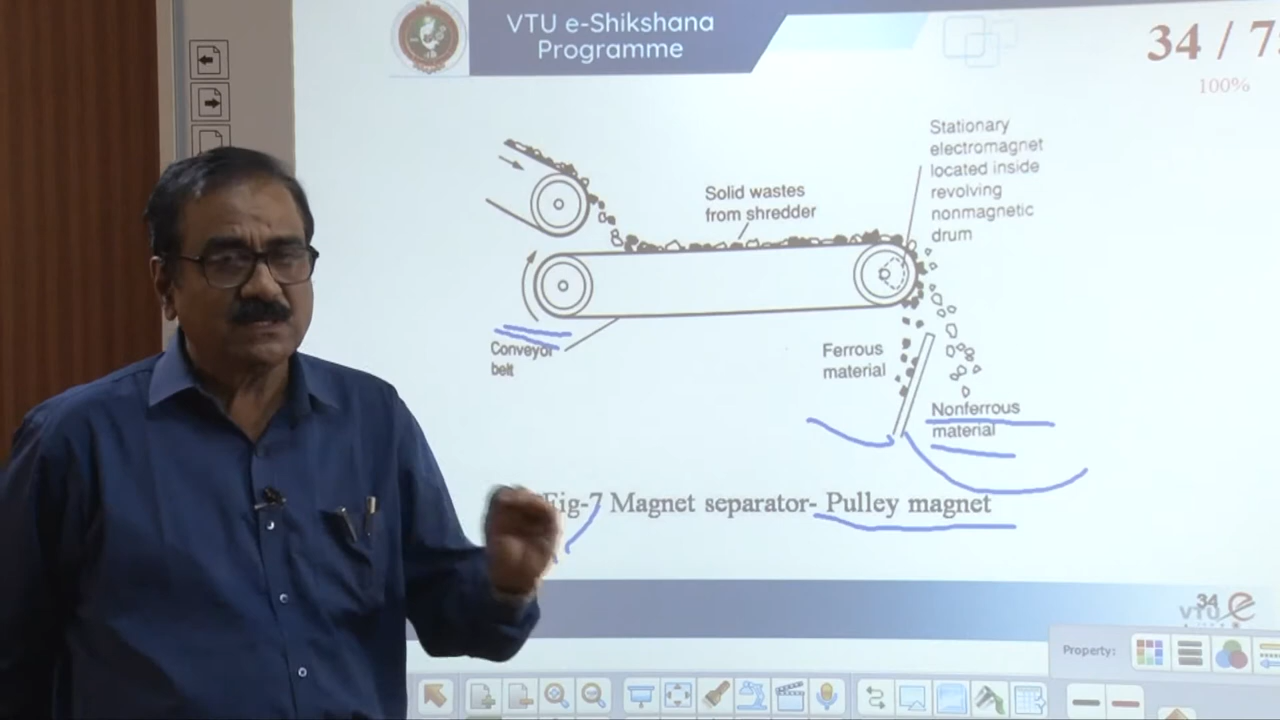 VTU e-Shikshana
Programme
34 / 7
100%
Stationary
electromagnet
located inside
revolving
nonmagnetic
drum
Solid wastes
from shredder
Conveyor
belt
Ferrous
material
Nonferrous
material
Fig-7 Magnet separator- Pulley magnet
34
VTU e
Property: